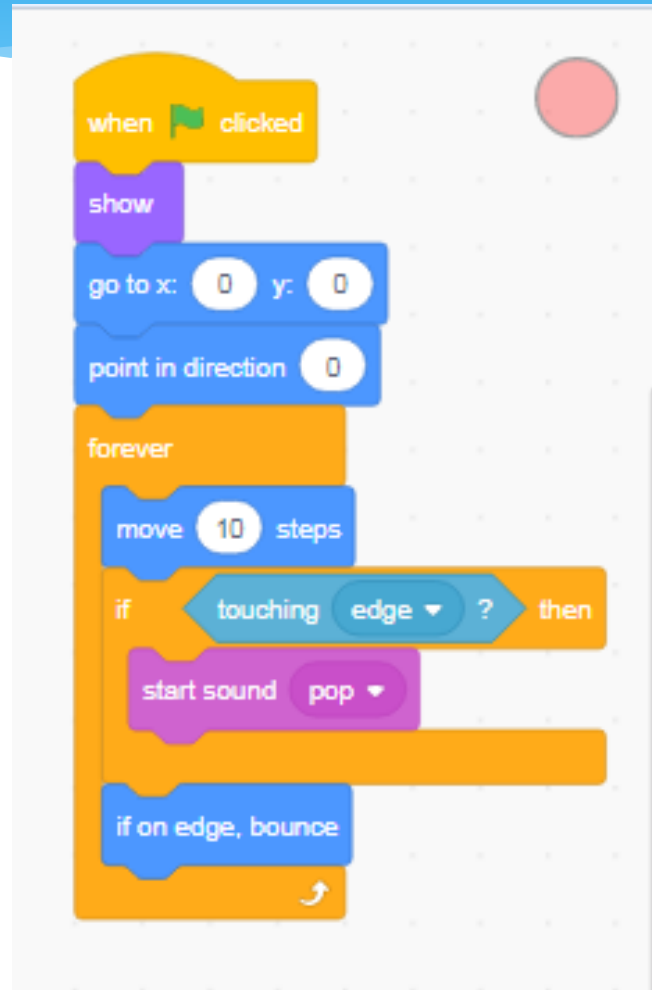 when clicked
show
go to x: 0 y: 0
point in direction 0
forever
move 10 steps
if touching edge ? then
start sound pop
if on edge, bounce